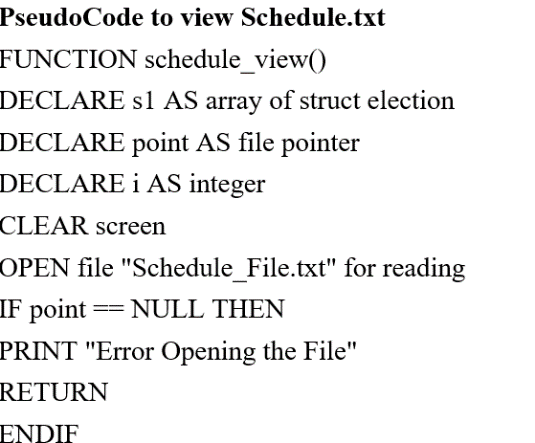 PseudoCode to view Schedule.txt
FUNCTION schedule_view()
DECLARE s1 AS array of struct election
DECLARE point AS file pointer
DECLARE i AS integer
CLEAR screen
OPEN file "Schedule_File.txt" for reading
IF point == NULL THEN
PRINT "Error Opening the File"
RETURN
ENDIF